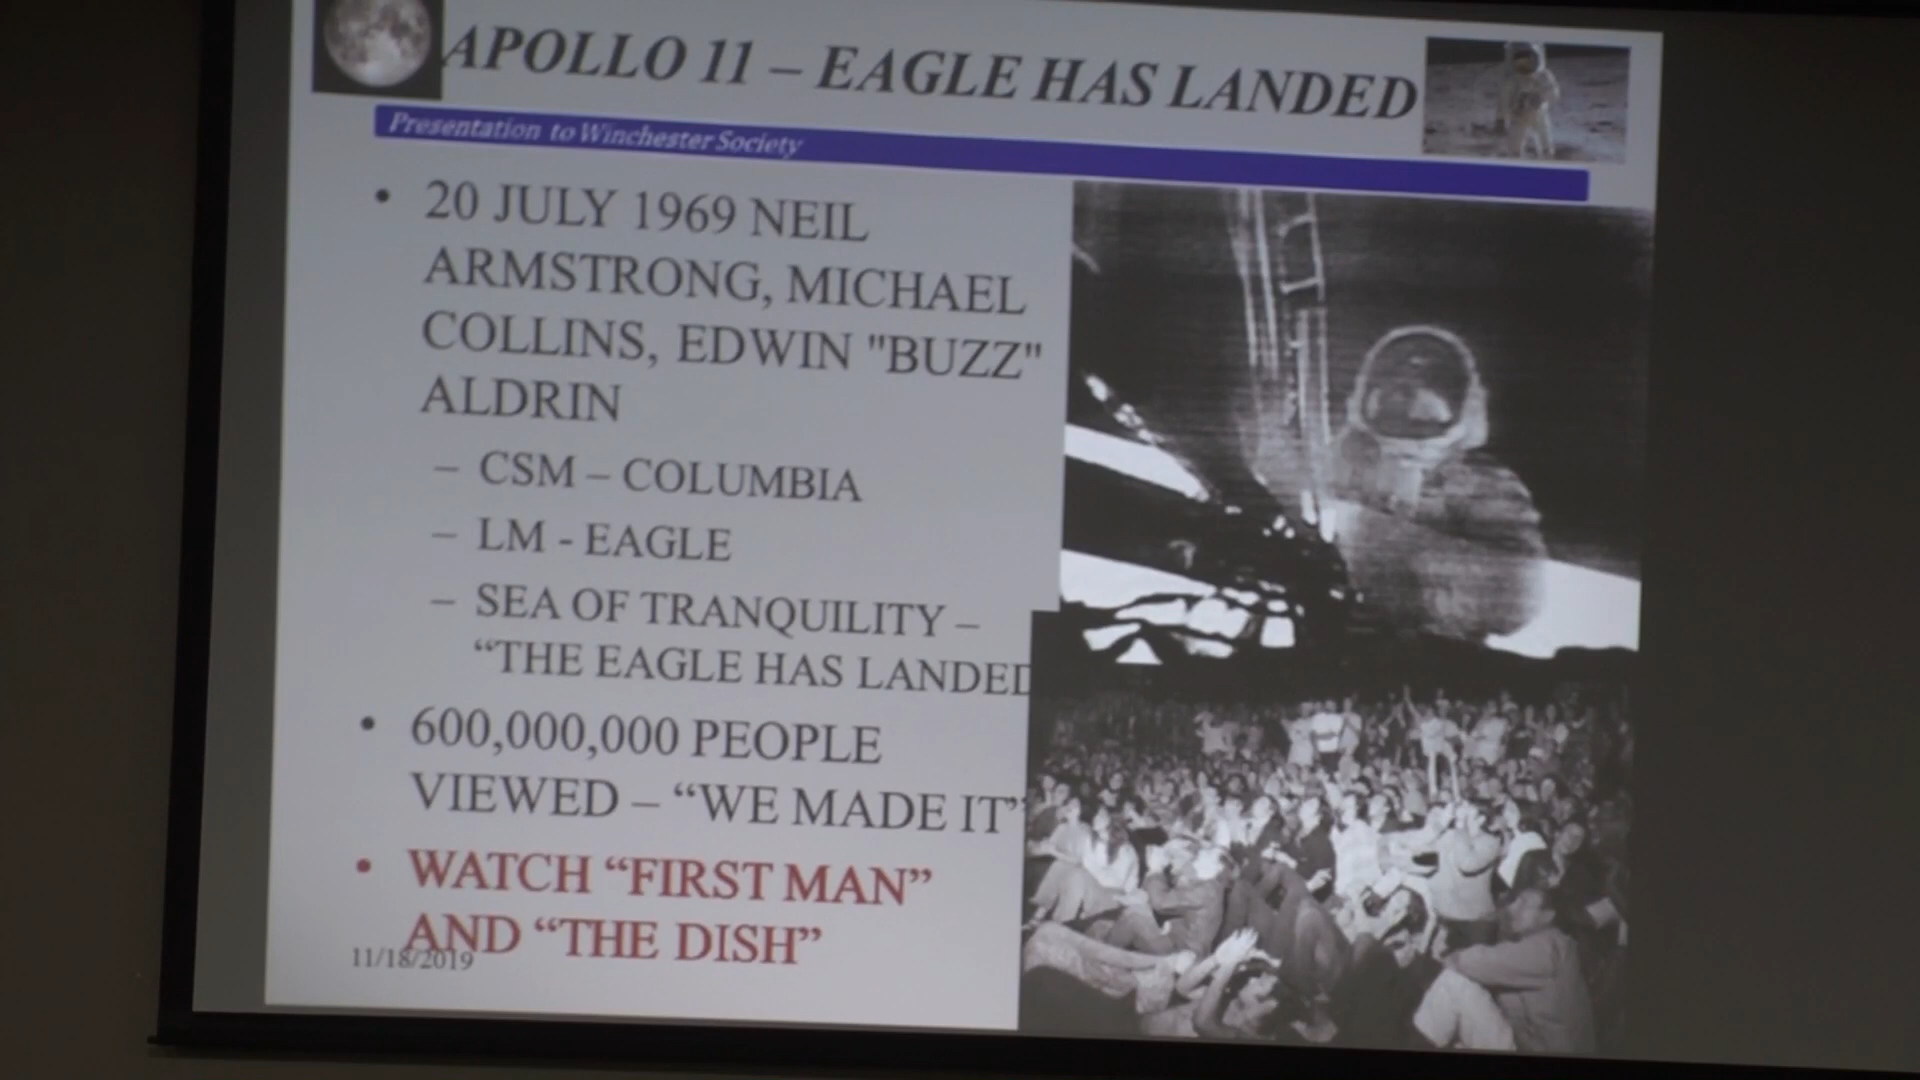 APOLLO 11 – EAGLE HAS LANDED
Presentation to Winchester Society
• 20 JULY 1969 NEIL
ARMSTRONG, MICHAEL
COLLINS, EDWIN "BUZZ"
ALDRIN
– CSM – COLUMBIA
– LM - EAGLE
– SEA OF TRANQUILITY –
“THE EAGLE HAS LANDED
• 600,000,000 PEOPLE
VIEWED – “WE MADE IT”
• WATCH “FIRST MAN”
AND “THE DISH”
11/18/2019